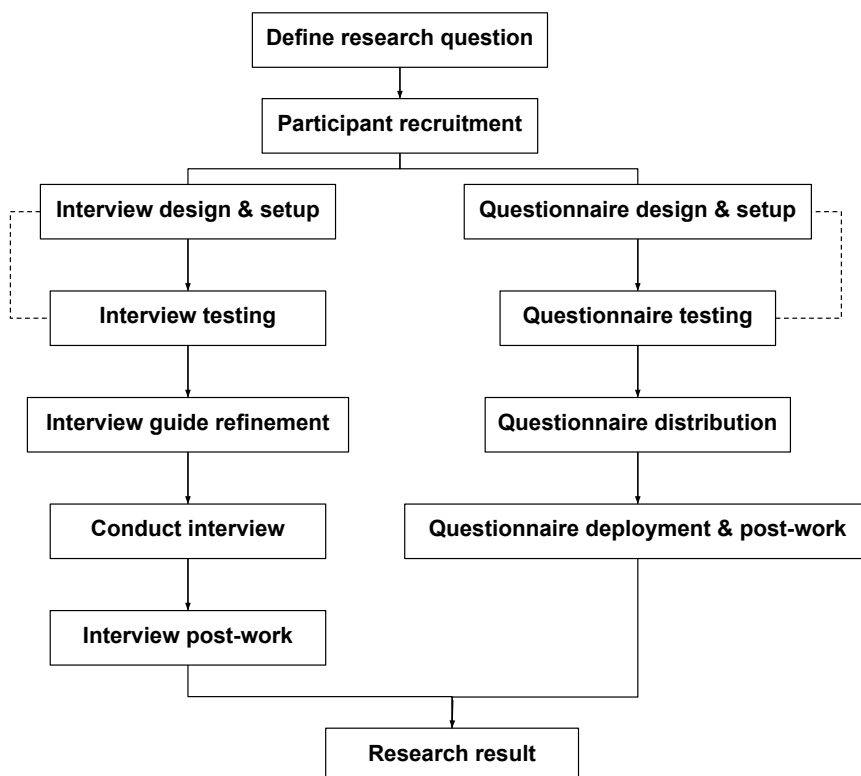 Define research question
Participant recruitment
Interview design & setup
Questionnaire design & setup
Interview testing
Questionnaire testing
Interview guide refinement
Questionnaire distribution
Conduct interview
Questionnaire deployment & post-work
Interview post-work
Research result